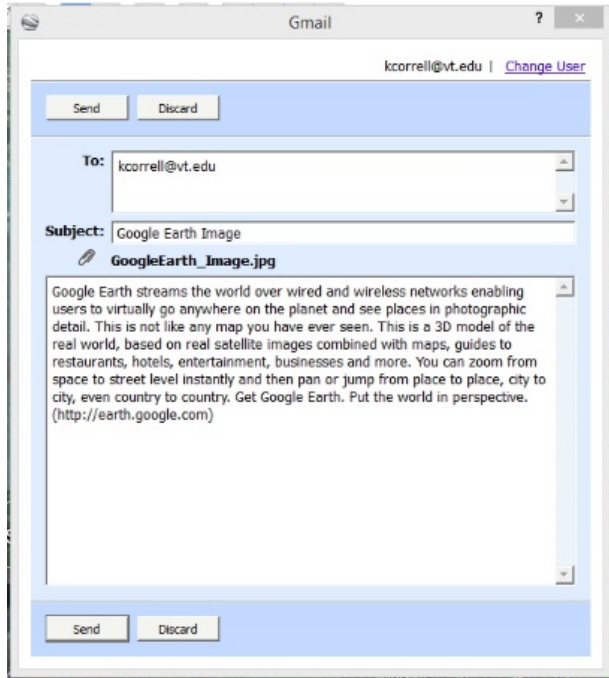 Gmail
?
×
kcorrell@vt.edu | Change User
Send Discard
To: kcorrell@vt.edu
Subject: Google Earth Image
GoogleEarth_Image.jpg
Google Earth streams the world over wired and wireless networks enabling
users to virtually go anywhere on the planet and see places in photographic
detail. This is not like any map you have ever seen. This is a 3D model of the
real world, based on real satellite images combined with maps, guides to
restaurants, hotels, entertainment, businesses and more. You can zoom from
space to street level instantly and then pan or jump from place to place, city to
city, even country to country. Get Google Earth. Put the world in perspective.
(http://earth.google.com)
Send Discard